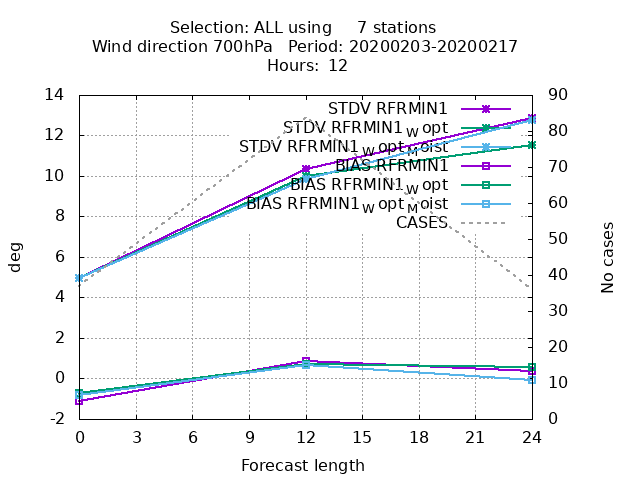 Selection: ALL using 7 stations
Wind direction 700hPa Period: 20200203-20200217
Hours: 12
14
12
10
8
6
4
2
0
-2
90
80
70
60
50
40
30
20
10
0
deg
No cases
STDV RFRMIN1
STDV RFRMIN1_W opt
STDV RFRMIN1_W opt_M oist
BIAS RFRMIN1
BIAS RFRMIN1_W opt
BIAS RFRMIN1_W opt_M oist
CASES
0 3 6 9 12 15 18 21 24
Forecast length